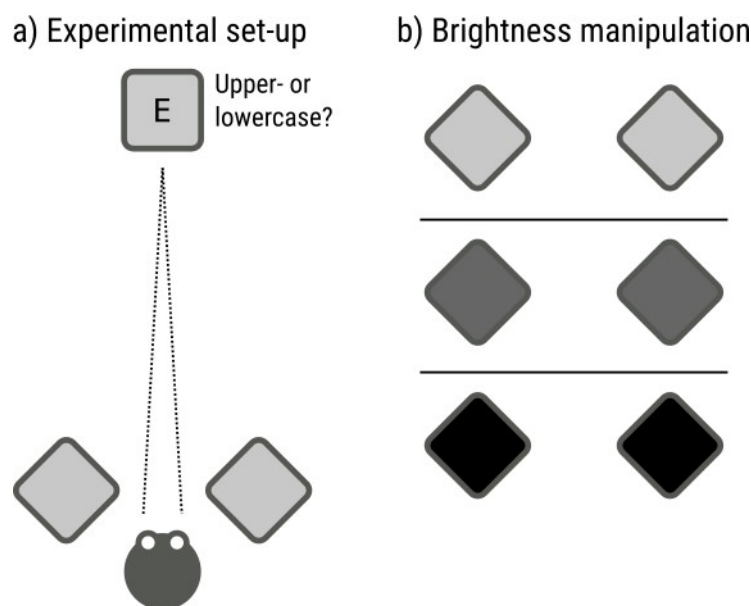 a) Experimental set-up
E
Upper- or
lowercase?
b) Brightness manipulation